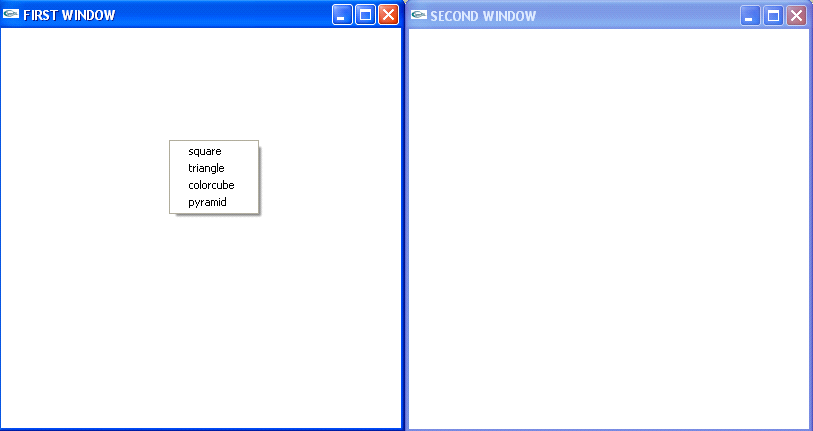 FIRST WINDOW
SECOND WINDOW
square
triangle
colorcube
pyramid